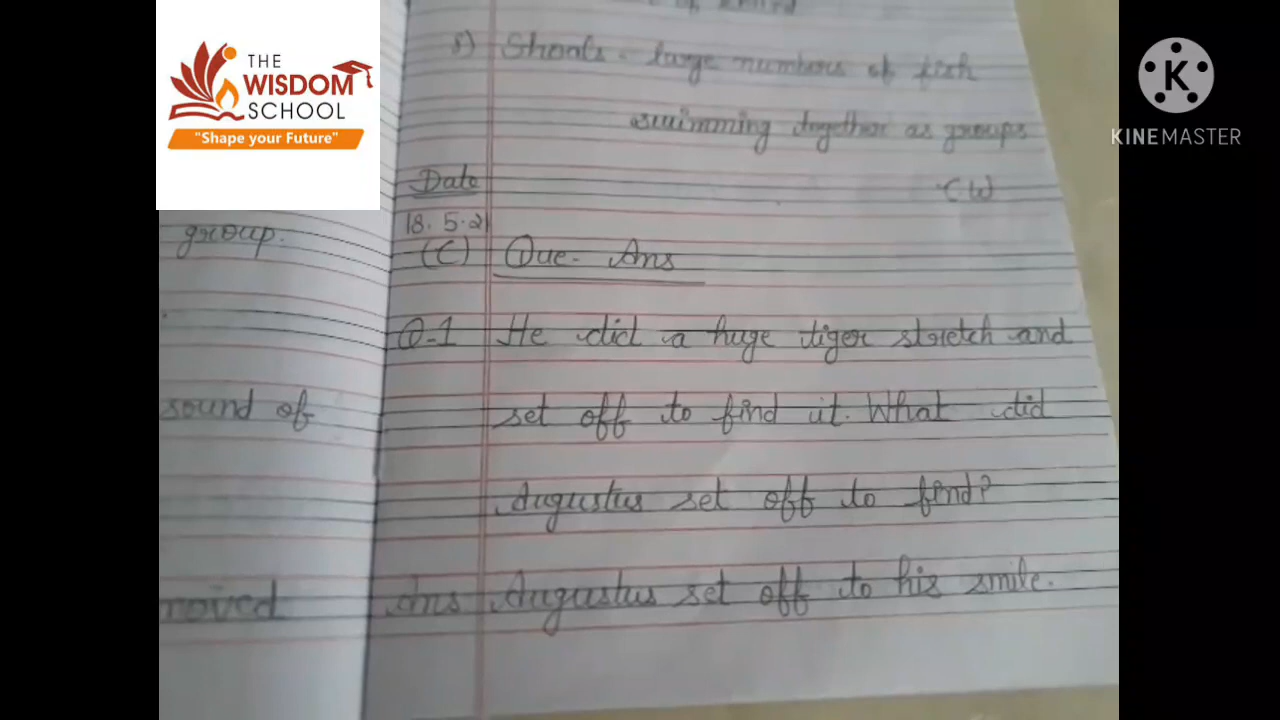 THE
WISDOM
SCHOOL
"Shape your Future"
K
KINEMASTER
8) Shoals - large numbers of fish
swimming together as groups
C.W
Date
18.5.21
group.
(C) Que- Ans
Q-1 He did a huge tiger stretch and
sound of
set off to find it. What did
Augustus set off to find?
moved
Ans Augustus set off to his smile.